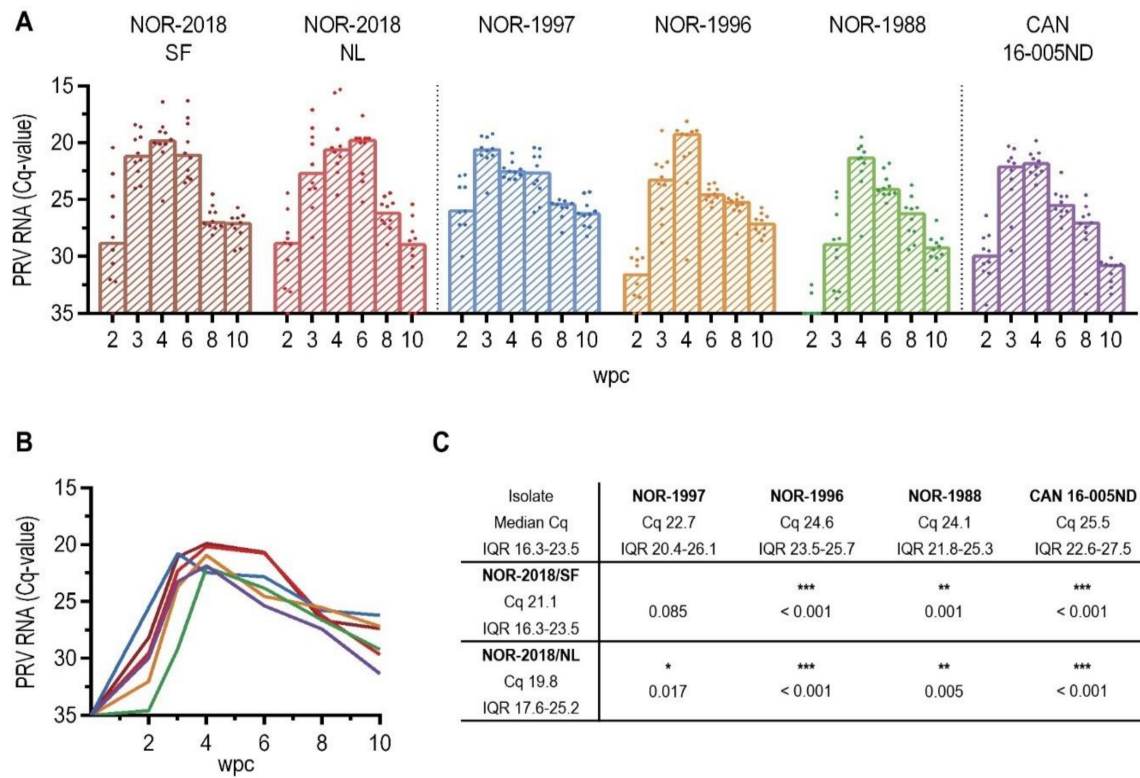 A
NOR-2018 SF
NOR-2018 NL
NOR-1997
NOR-1996
NOR-1988
CAN 16-005ND
PRV RNA (Cq-value)
15
20
25
30
35
2 3 4 6 8 10 2 3 4 6 8 10 2 3 4 6 8 10 2 3 4 6 8 10 2 3 4 6 8 10 2 3 4 6 8 10
wpc
B
PRV RNA (Cq-value)
15
20
25
30
35
2 4 6 8 10
wpc
C
Isolate NOR-1997 NOR-1996 NOR-1988 CAN 16-005ND
Median Cq Cq 22.7 Cq 24.6 Cq 24.1 Cq 25.5
IQR 16.3-23.5 IQR 20.4-26.1 IQR 23.5-25.7 IQR 21.8-25.3 IQR 22.6-27.5
NOR-2018/SF *** ** ***
Cq 21.1 0.085 < 0.001 0.001 < 0.001
IQR 16.3-23.5
NOR-2018/NL * *** ** ***
Cq 19.8 0.017 < 0.001 0.005 < 0.001
IQR 17.6-25.2